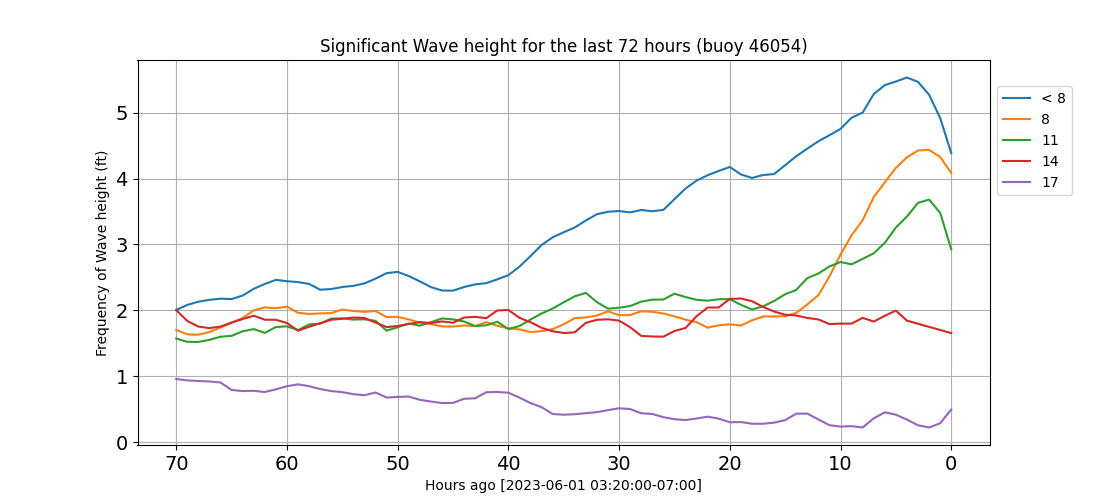 Significant Wave height for the last 72 hours (buoy 46054)
Frequency of Wave height (ft)
5
4
3
2
1
0
70 60 50 40 30 20 10 0
Hours ago [2023-06-01 03:20:00-07:00]
< 8
8
11
14
17